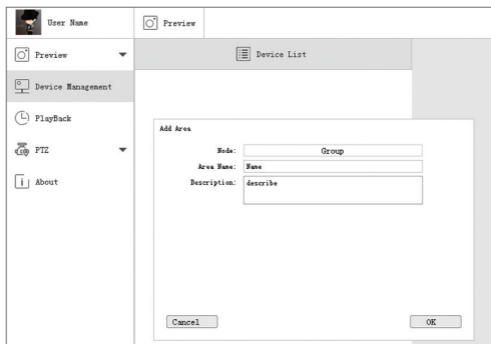 User Name
Preview
Preview
Device List
Device Management
PlayBack
PTZ
About
Add Area
Node: Group
Area Name: Name
Description: describe
Cancel
OK